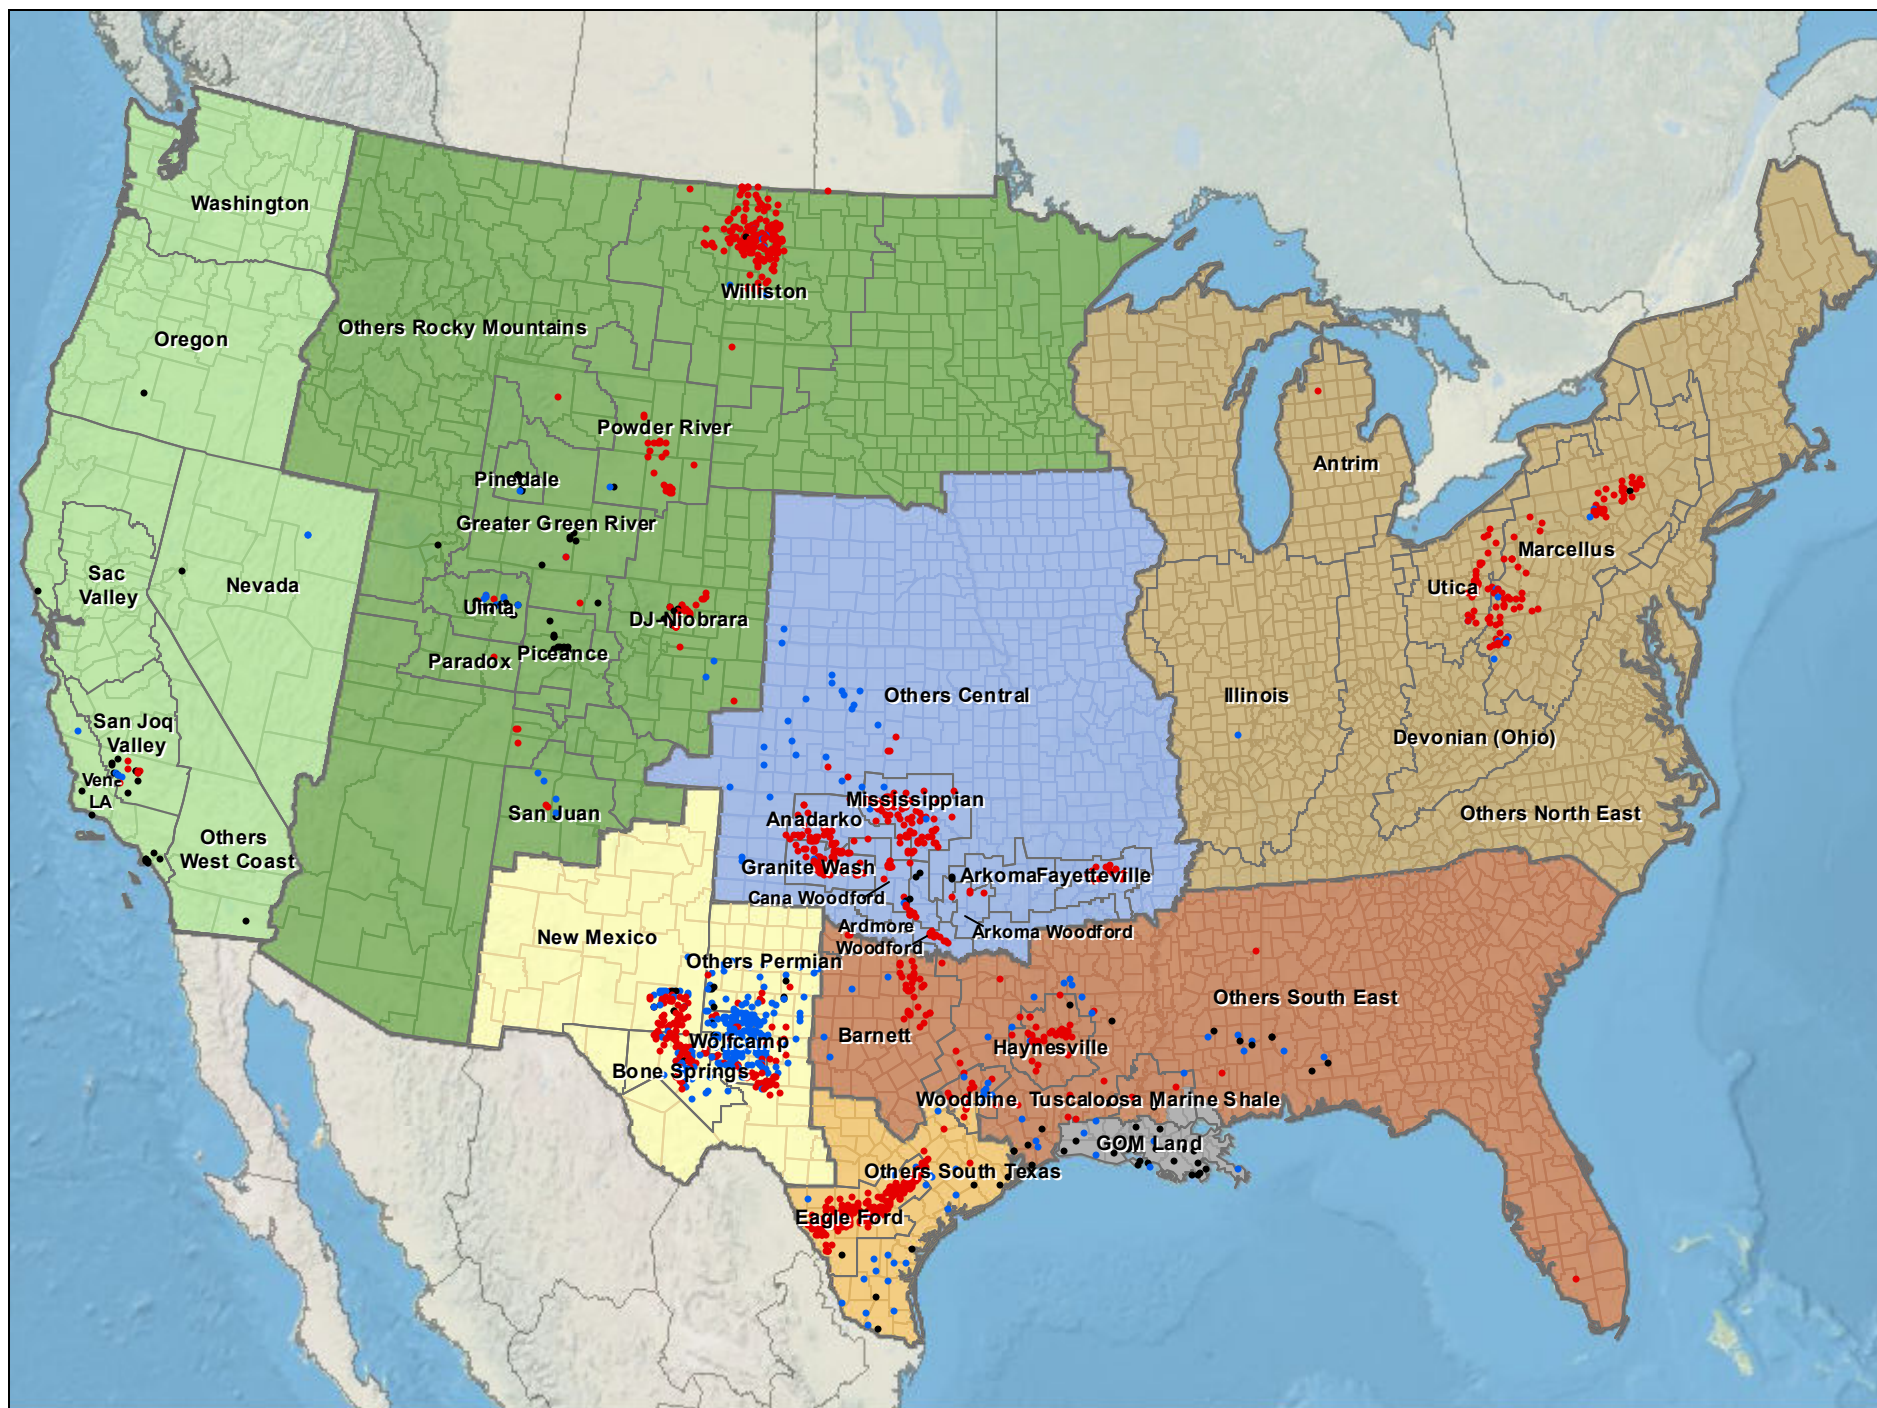 Washington
Williston
Others Rocky Mountains
Oregon
Powder River
Antrim
Pinedale
Greater Green River
Marcellus
Sac
Valley
Nevada
Utica
Uinta
DJ-Niobrara
Paradox
Piceance
Others Central
Illinois
San Joq
Valley
Devonian (Ohio)
Vent
LA
Mississippian
San Juan
Anadarko
Others North East
Others
West Coast
Granite Wash
Arkoma
Fayetteville
Cana Woodford
Ardmore
Woodford
Arkoma Woodford
New Mexico
Others Permian
Others South East
Barnett
Wolfcamp
Haynesville
Bone Springs
Woodbine
Tuscaloosa Marine Shale
GOM Land
Others South Texas
Eagle Ford